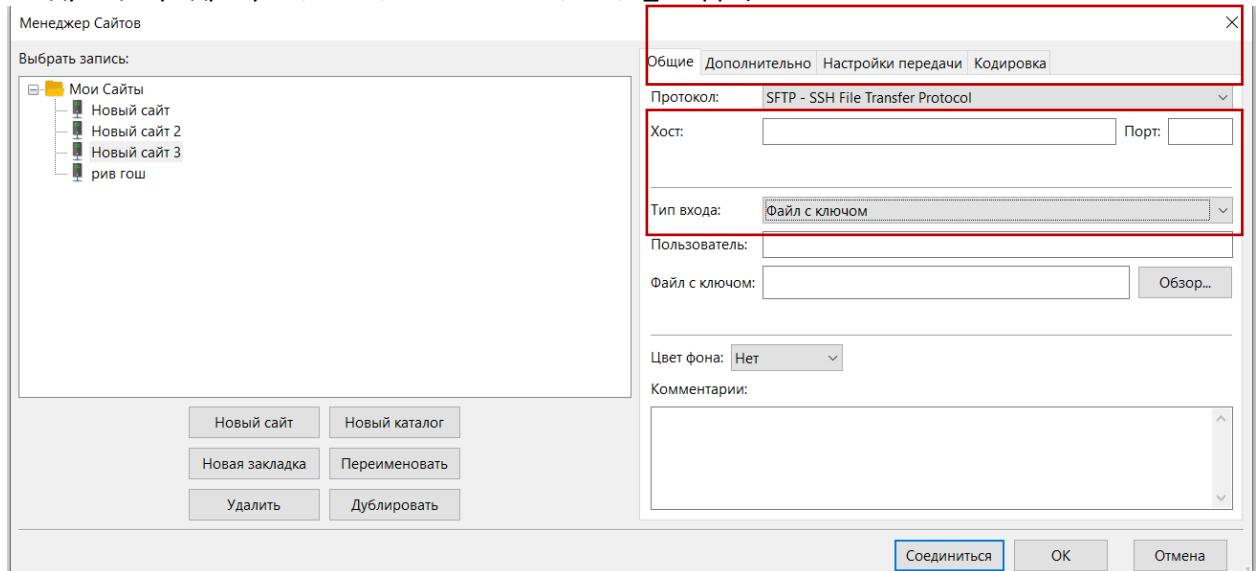 Менеджер Сайтов
Выбрать запись:
Мои Сайты
Новый сайт
Новый сайт 2
Новый сайт 3
рив гош
Новый сайт Новый каталог
Новая закладка Переименовать
Удалить Дублировать
Общие Дополнительно Настройки передачи Кодировка
Протокол: SFTP - SSH File Transfer Protocol
Хост: Порт:
Тип входа: Файл с ключом
Пользователь:
Файл с ключом: Обзор...
Цвет фона: Нет
Комментарии:
Соединиться OK Отмена